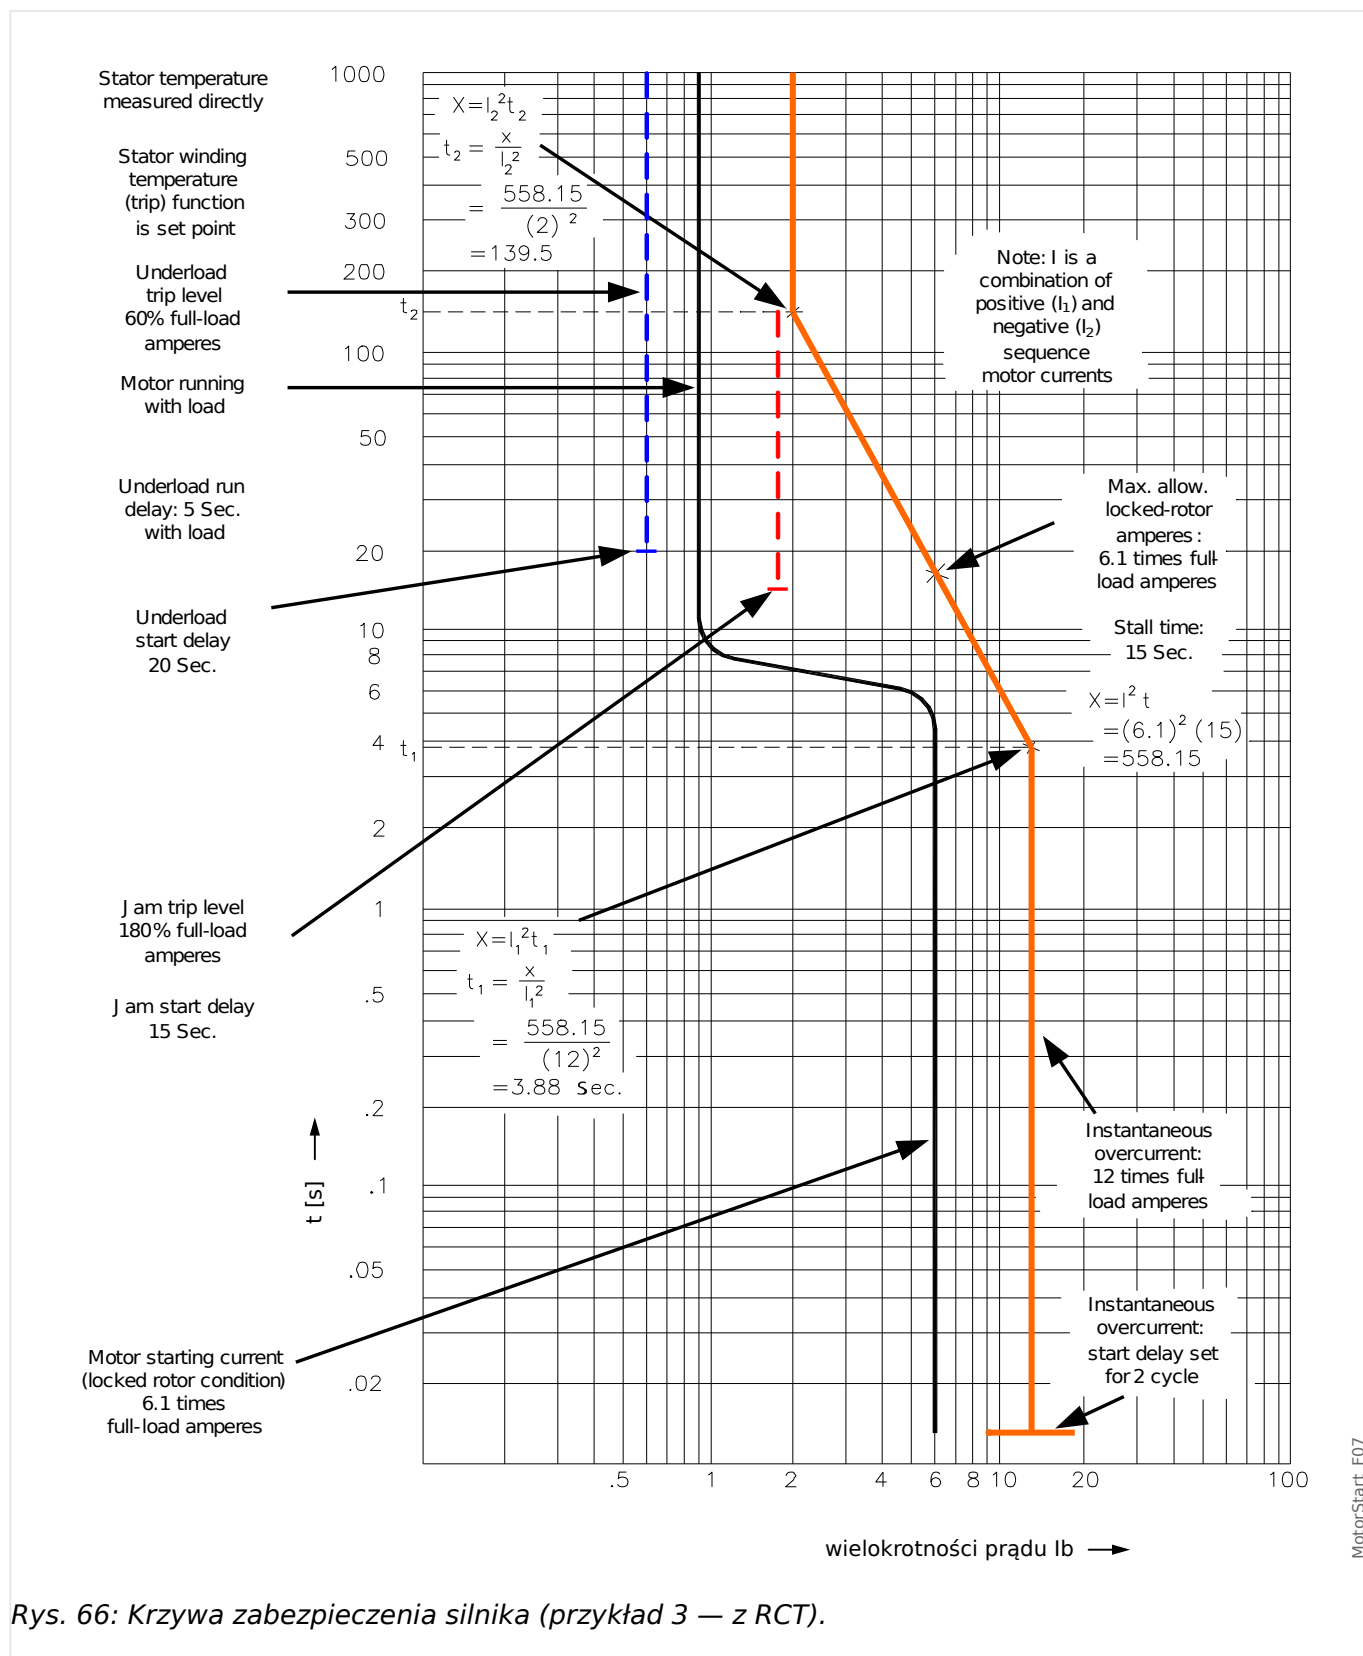 Stator temperature
measured directly
Stator winding
temperature
(trip) function
is set point
Underload
trip level
60% full-load
amperes
Motor running
with load
Underload run
delay: 5 Sec.
with load
Underload
start delay
20 Sec.
Jam trip level
180% full-load
amperes
Jam start delay
15 Sec.
Motor starting current
(locked rotor condition)
6.1 times
full-load amperes
t [s]
1000
500
300
200
t₂
100
50
20
10
8
6
4
t₁
2
1
.5
.2
.1
.05
.02
X=I₂²t₂
t₂ = x/I₂²
= 558.15/(2)²
=139.5
Note: I is a
combination of
positive (I₁) and
negative (I₂)
sequence
motor currents
Max. allow.
locked-rotor
amperes :
6.1 times full-
load amperes
Stall time:
15 Sec.
X=I² t
=(6.1)² (15)
=558.15
X=I₁²t₁
t₁ = x/I₁²
= 558.15/(12)²
=3.88 Sec.
Instantaneous
overcurrent:
12 times full-
load amperes
Instantaneous
overcurrent:
start delay set
for 2 cycle
.5 1 2 4 6 8 10 20 100
wielokrotności prądu Ib
MotorStart_F07
Rys. 66: Krzywa zabezpieczenia silnika (przykład 3 — z RCT).